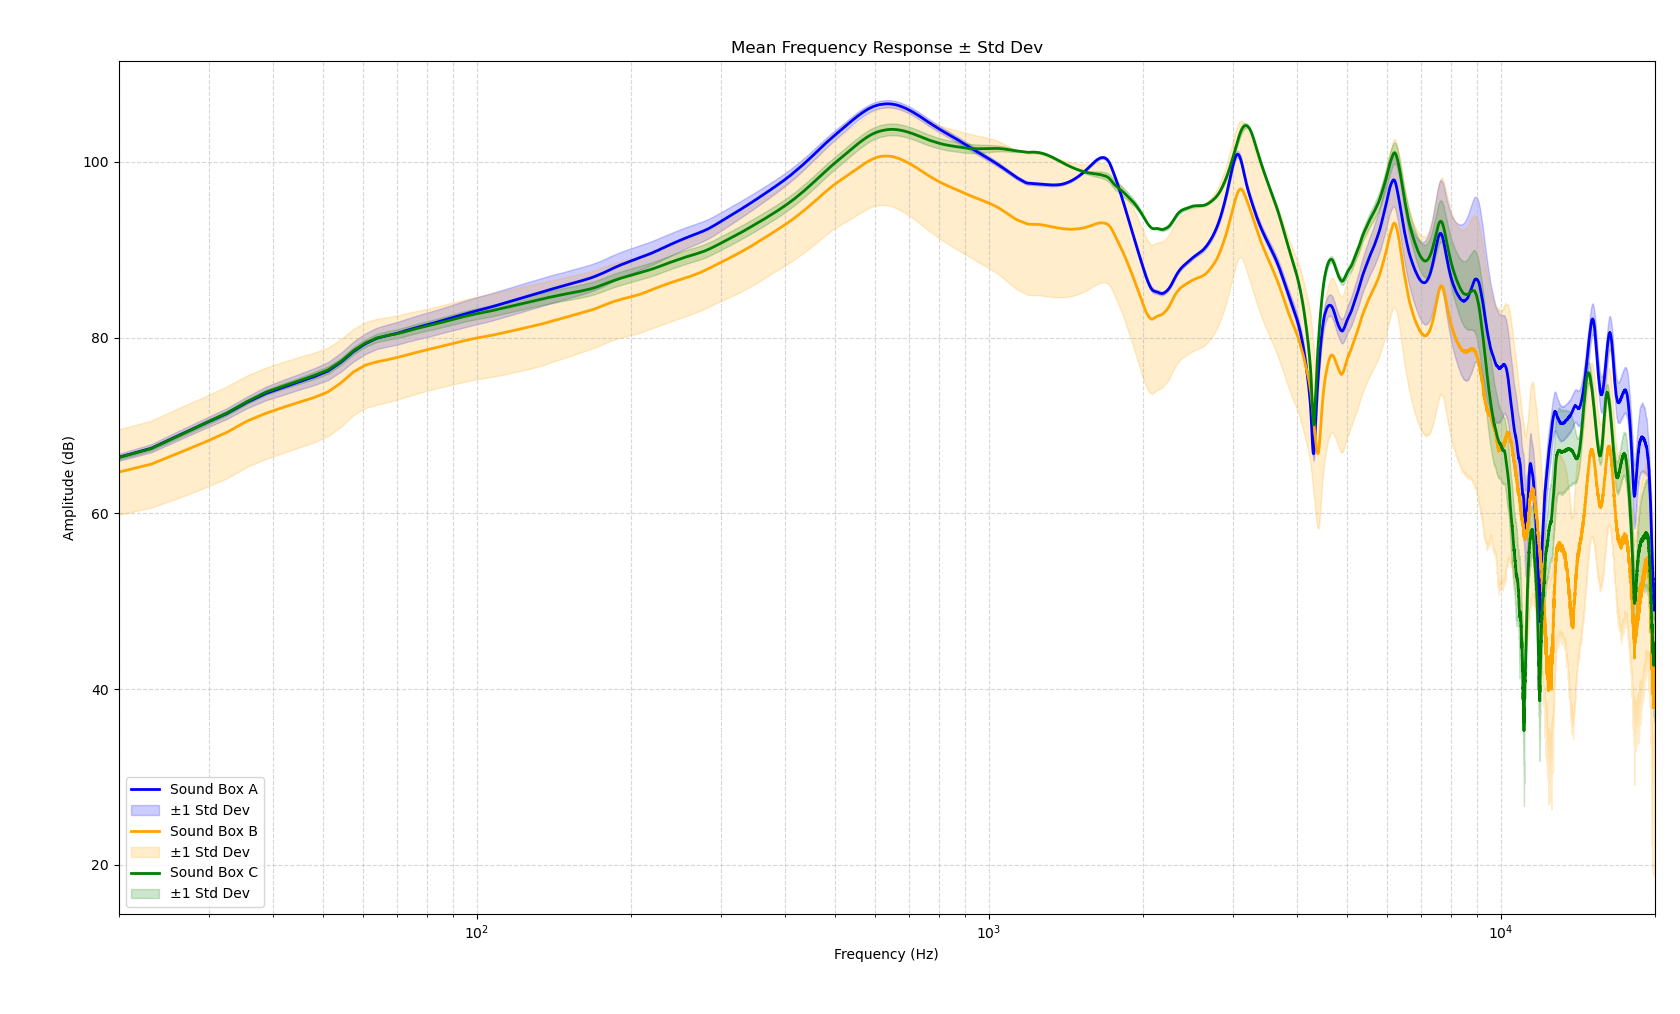 Mean Frequency Response ± Std Dev
Amplitude (dB)
100
80
60
40
20
Sound Box A
±1 Std Dev
Sound Box B
±1 Std Dev
Sound Box C
±1 Std Dev
10²
10³
10⁴
Frequency (Hz)